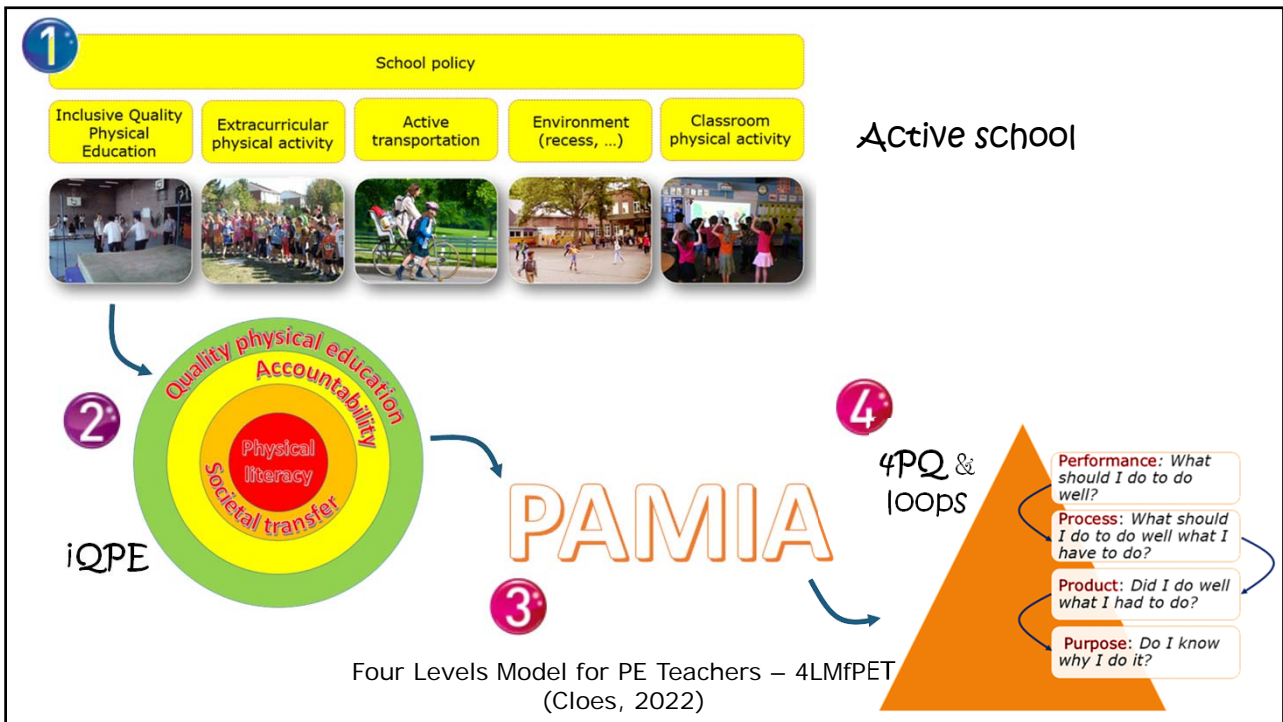 1
School policy
Inclusive Quality
Physical
Education
Extracurricular
physical activity
Active
transportation
Environment
(recess, ...)
Classroom
physical activity
Active school
2
Quality physical education
Accountability
Physical
literacy
Societal transfer
iQPE
PAMIA
3
4
4PQ &
loops
Performance: What
should I do to do
well?
Process: What should
I do to do well what I
have to do?
Product: Did I do well
what I had to do?
Purpose: Do I know
why I do it?
Four Levels Model for PE Teachers – 4LMfPET
(Cloes, 2022)